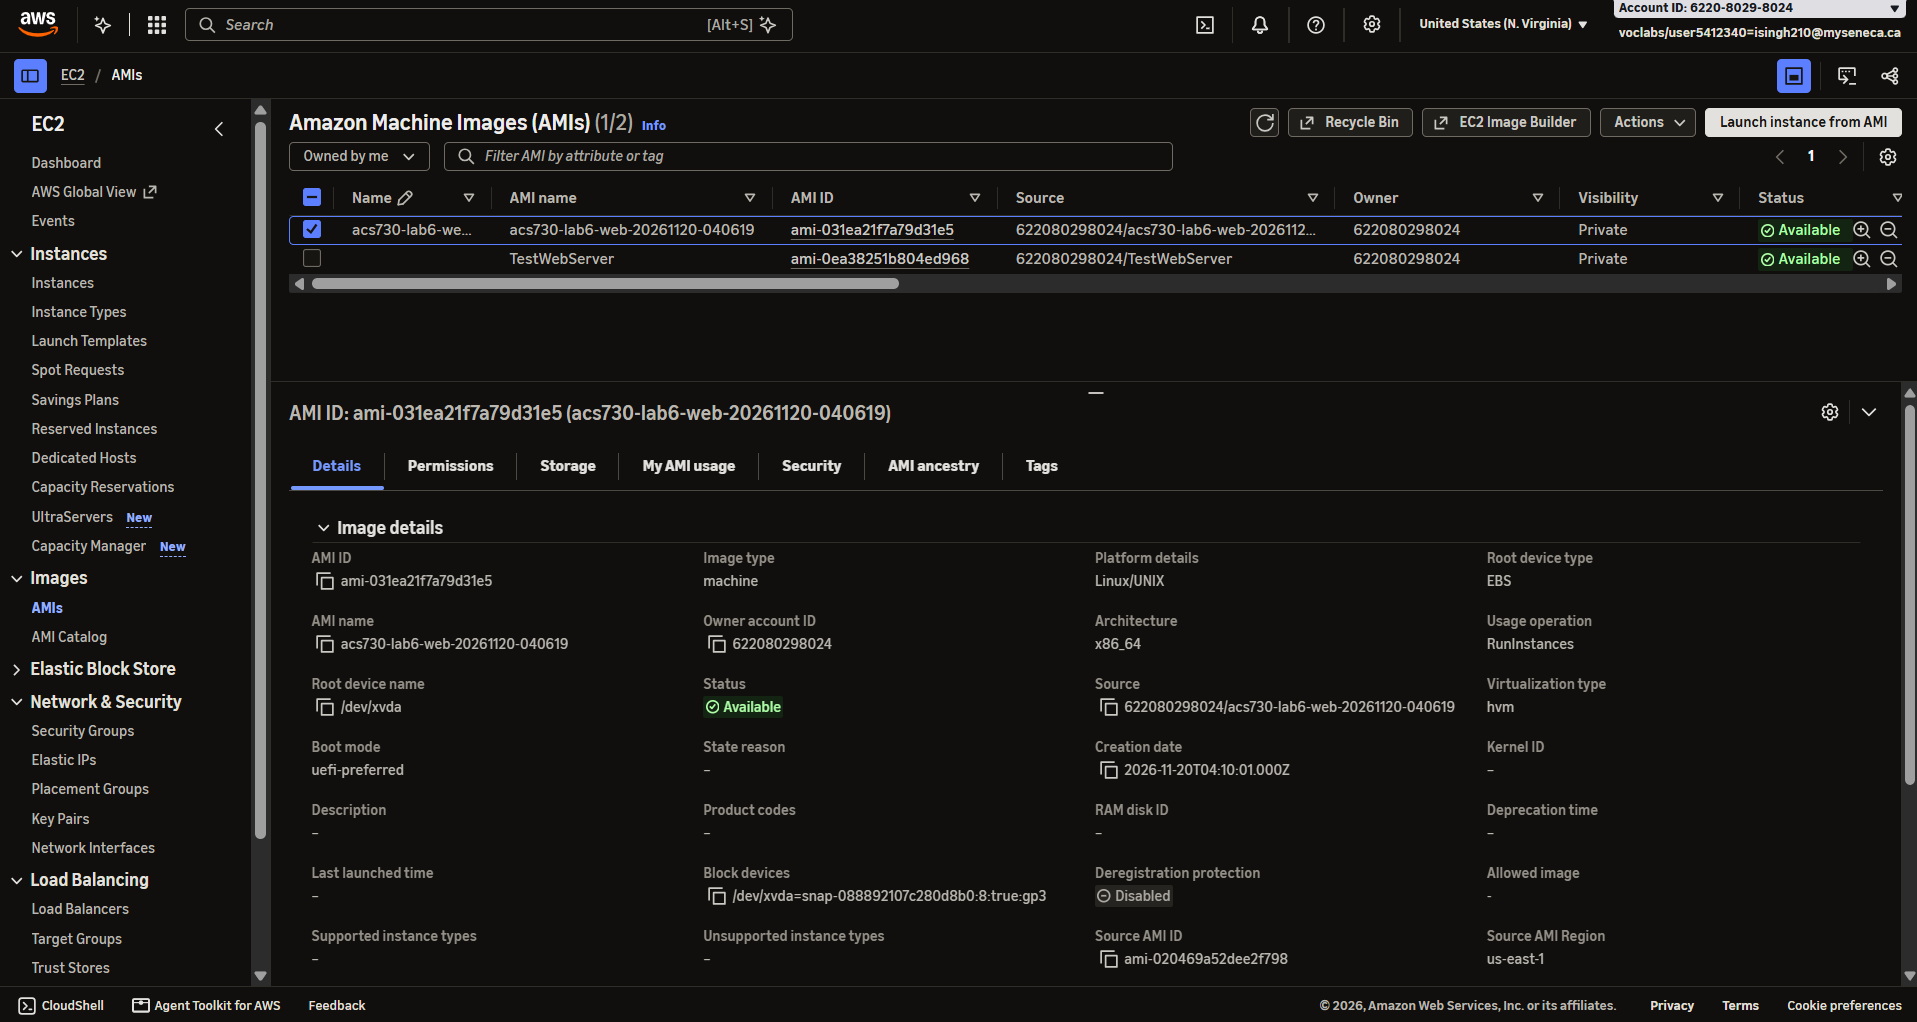 aws
Search [Alt+S]
United States (N. Virginia)
Account ID: 6220-8029-8024
voclabs/user5412340=isingh210@myseneca.ca
EC2 / AMIs
EC2
Dashboard
AWS Global View
Events
Instances
Instances
Instance Types
Launch Templates
Spot Requests
Savings Plans
Reserved Instances
Dedicated Hosts
Capacity Reservations
UltraServers New
Capacity Manager New
Images
AMIs
AMI Catalog
Elastic Block Store
Network & Security
Security Groups
Elastic IPs
Placement Groups
Key Pairs
Network Interfaces
Load Balancing
Load Balancers
Target Groups
Trust Stores
Amazon Machine Images (AMIs) (1/2) Info
Recycle Bin
EC2 Image Builder
Actions
Launch instance from AMI
Owned by me
Filter AMI by attribute or tag
1
Name AMI name AMI ID Source Owner Visibility Status
acs730-lab6-we... acs730-lab6-web-20261120-040619 ami-031ea21f7a79d31e5 622080298024/acs730-lab6-web-2026112... 622080298024 Private Available
TestWebServer ami-0ea38251b804ed968 622080298024/TestWebServer 622080298024 Private Available
AMI ID: ami-031ea21f7a79d31e5 (acs730-lab6-web-20261120-040619)
Details Permissions Storage My AMI usage Security AMI ancestry Tags
Image details
AMI ID Image type Platform details Root device type
ami-031ea21f7a79d31e5 machine Linux/UNIX EBS
AMI name Owner account ID Architecture Usage operation
acs730-lab6-web-20261120-040619 622080298024 x86_64 RunInstances
Root device name Status Source Virtualization type
/dev/xvda Available 622080298024/acs730-lab6-web-20261120-040619 hvm
Boot mode State reason Creation date Kernel ID
uefi-preferred – 2026-11-20T04:10:01.000Z –
Description Product codes RAM disk ID Deprecation time
– – – –
Last launched time Block devices Deregistration protection Allowed image
– /dev/xvda=snap-088892107c280d8b0:8:true:gp3 Disabled -
Supported instance types Unsupported instance types Source AMI ID Source AMI Region
– – ami-020469a52dee2f798 us-east-1
CloudShell Agent Toolkit for AWS Feedback
© 2026, Amazon Web Services, Inc. or its affiliates. Privacy Terms Cookie preferences